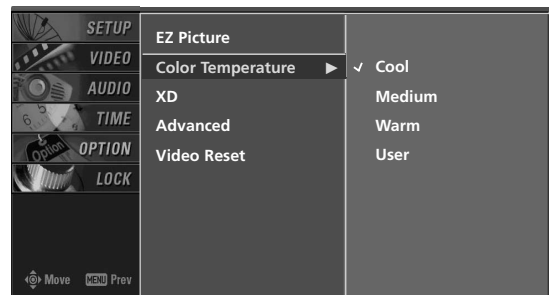 SETUP
VIDEO
AUDIO
TIME
OPTION
LOCK
Move MENU Prev
EZ Picture
Color Temperature ▶
XD
Advanced
Video Reset
✓ Cool
Medium
Warm
User
Option